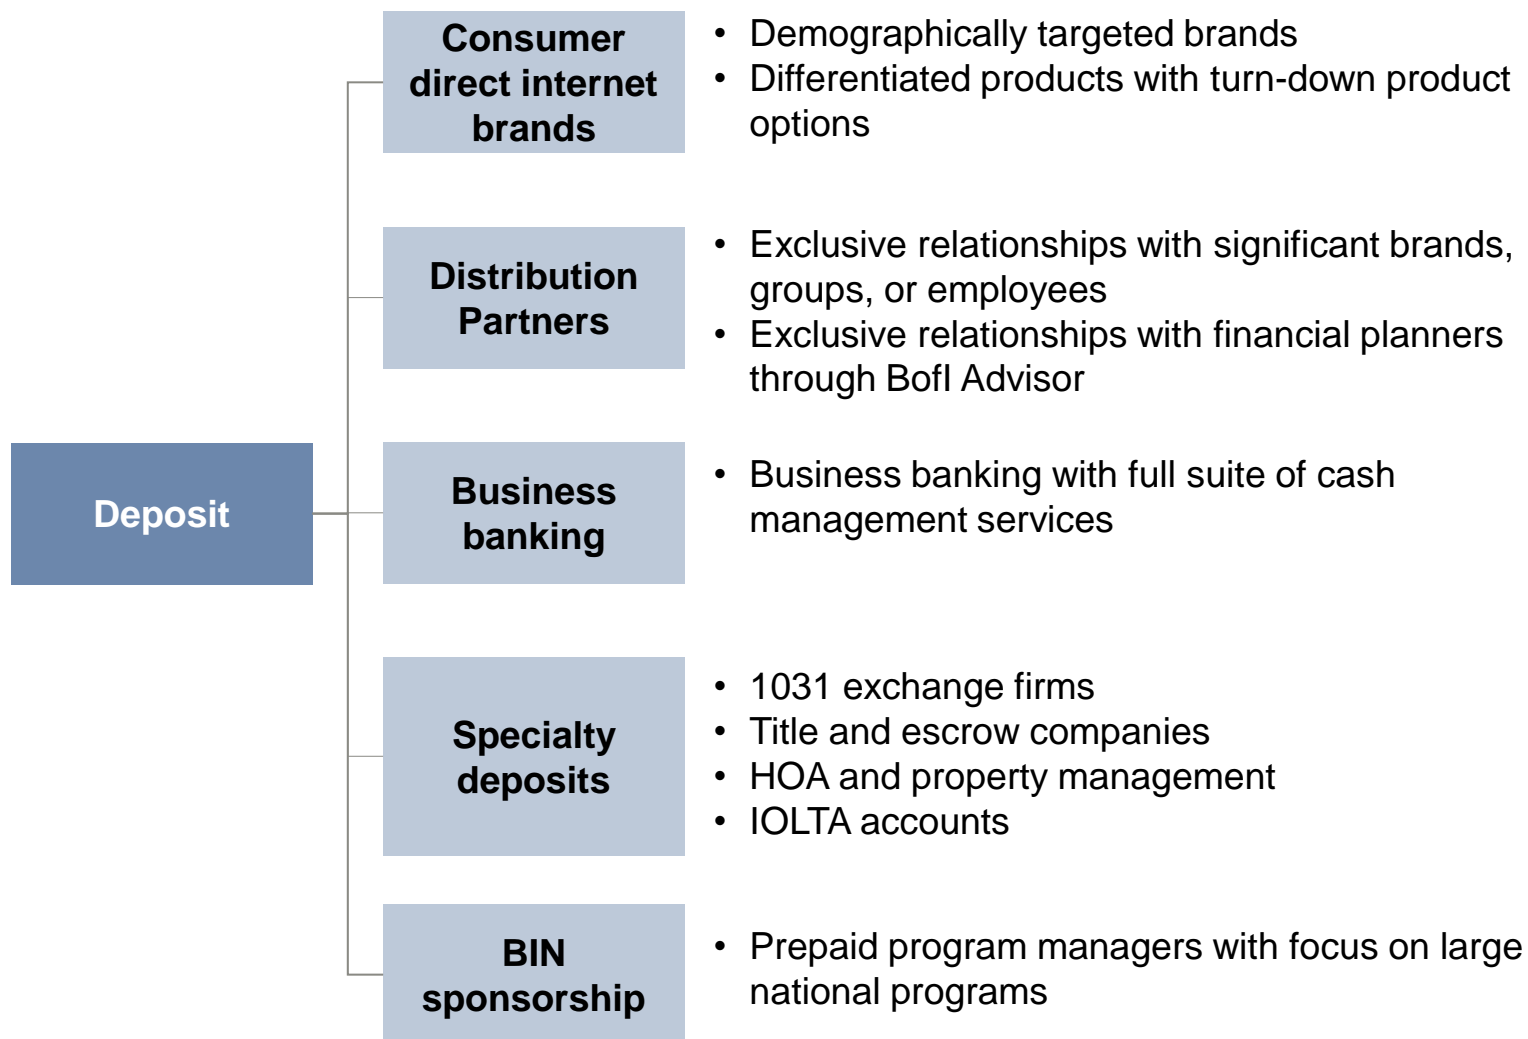 Consumer
direct internet
brands
• Demographically targeted brands
• Differentiated products with turn-down product
options
Distribution
Partners
• Exclusive relationships with significant brands,
groups, or employees
• Exclusive relationships with financial planners
through BofI Advisor
Deposit
Business
banking
• Business banking with full suite of cash
management services
Specialty
deposits
• 1031 exchange firms
• Title and escrow companies
• HOA and property management
• IOLTA accounts
BIN
sponsorship
• Prepaid program managers with focus on large
national programs